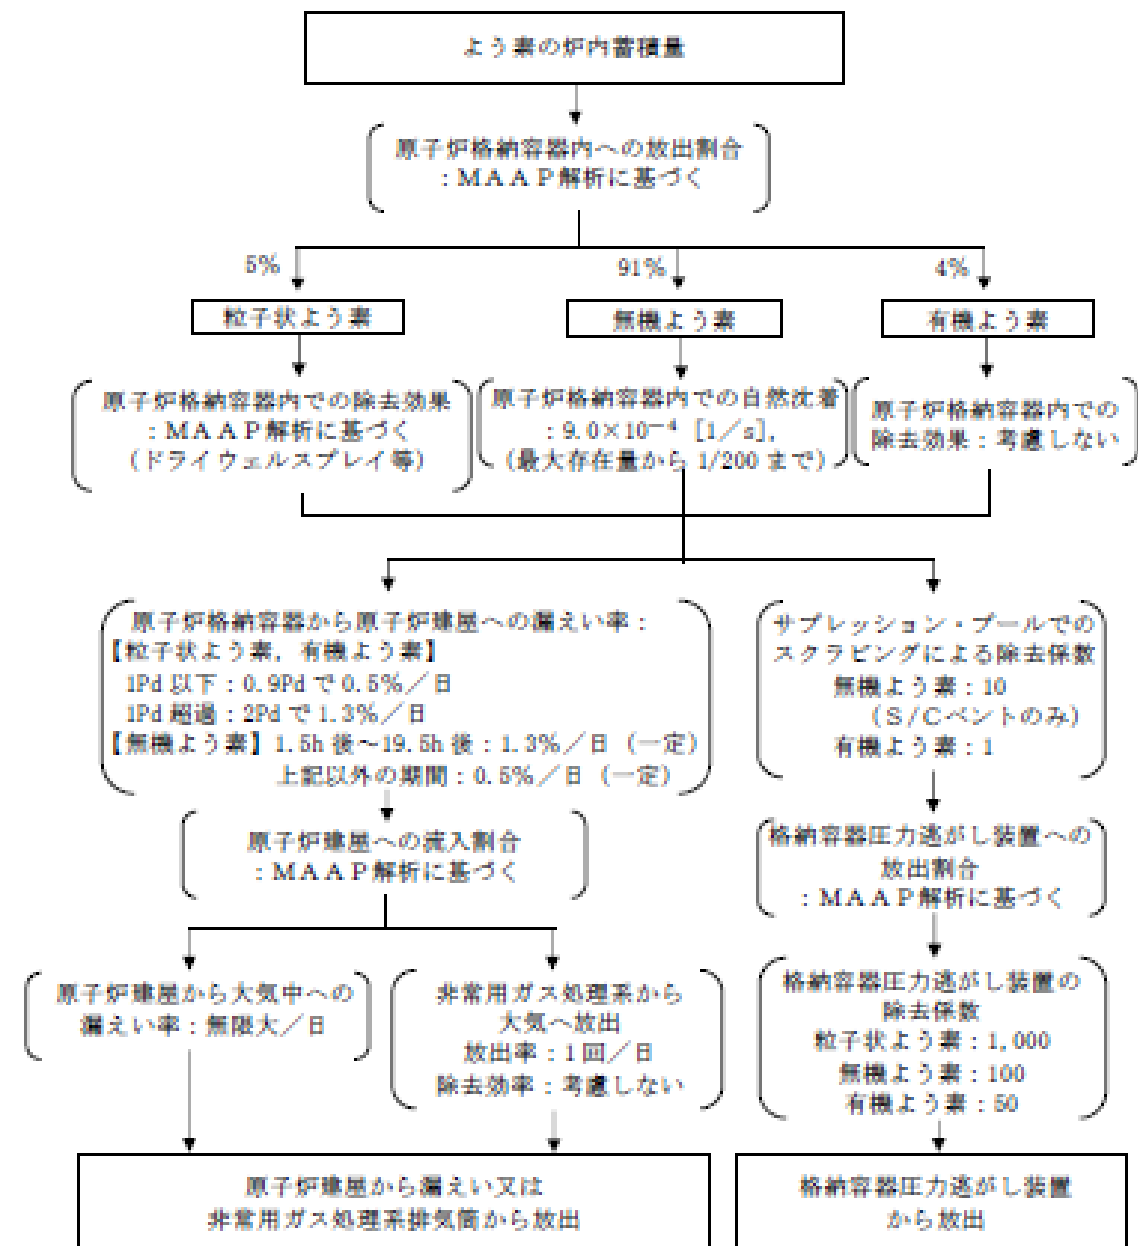 よう素の炉内蓄積量
原子炉格納容器内への放出割合
：ＭＡＡＰ解析に基づく
5%
91%
4%
粒子状よう素
無機よう素
有機よう素
原子炉格納容器内での除去効果
：ＭＡＡＰ解析に基づく
（ドライウェルスプレイ等）
原子炉格納容器内での自然沈着
：9.0×10⁻⁴ [1／s]，
（最大存在量から 1/200 まで）
原子炉格納容器内での
除去効果：考慮しない
原子炉格納容器から原子炉建屋への漏えい率：
【粒子状よう素，有機よう素】
1Pd 以下：0.9Pd で 0.5%／日
1Pd 超過：2Pd で 1.3%／日
【無機よう素】1.5h 後～19.5h 後：1.3%／日（一定）
上記以外の期間：0.5%／日（一定）
サプレッション・プールでの
スクラビングによる除去係数
無機よう素：10
（Ｓ/Ｃベントのみ）
有機よう素：1
原子炉建屋への流入割合
：ＭＡＡＰ解析に基づく
格納容器圧力逃がし装置への
放出割合
：ＭＡＡＰ解析に基づく
原子炉建屋から大気中への
漏えい率：無限大／日
非常用ガス処理系から
大気へ放出
放出率：1 回／日
除去効率：考慮しない
格納容器圧力逃がし装置の
除去係数
粒子状よう素：1,000
無機よう素：100
有機よう素：50
原子炉建屋から漏えい又は
非常用ガス処理系排気筒から放出
格納容器圧力逃がし装置
から放出